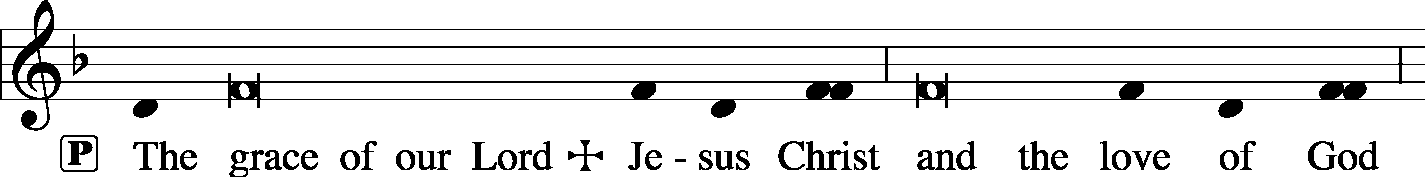 P The grace of our Lord ☩ Je - sus Christ and the love of God